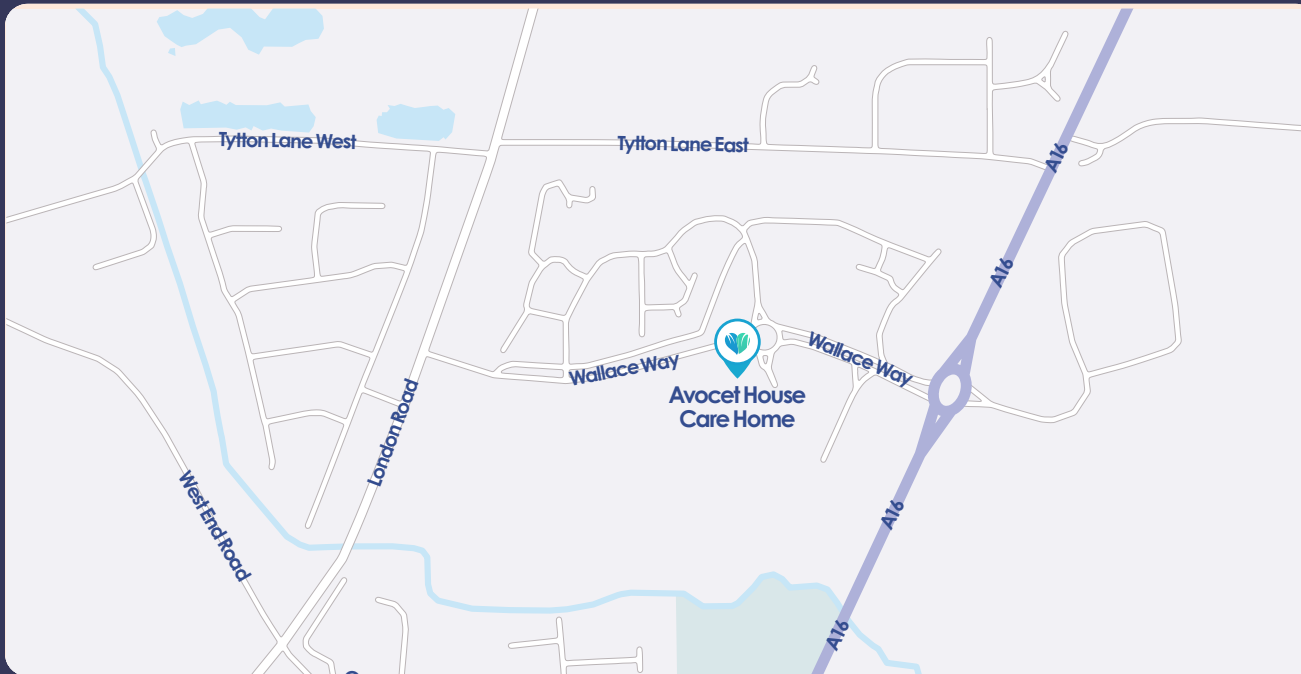 Tytton Lane West
Tytton Lane East
A16
A16
Wallace Way
Wallace Way
Avocet House
Care Home
London Road
West End Road
A16
A16